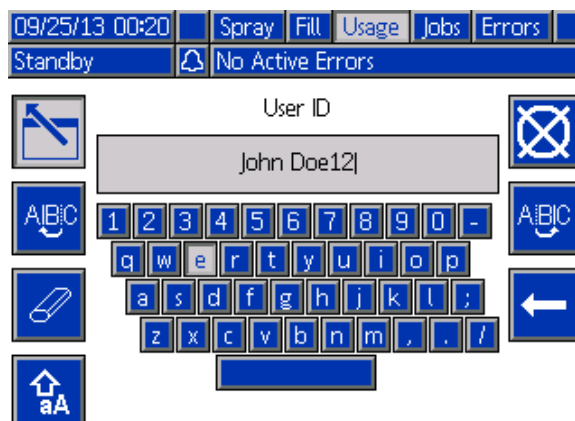 09/25/13 00:20 Spray Fill Usage Jobs Errors
Standby No Active Errors
User ID
John Doe12
A|B|C
A|B|C
1 2 3 4 5 6 7 8 9 0 -
q w e r t y u i o p
a s d f g h j k l ;
z x c v b n m , . /
aA